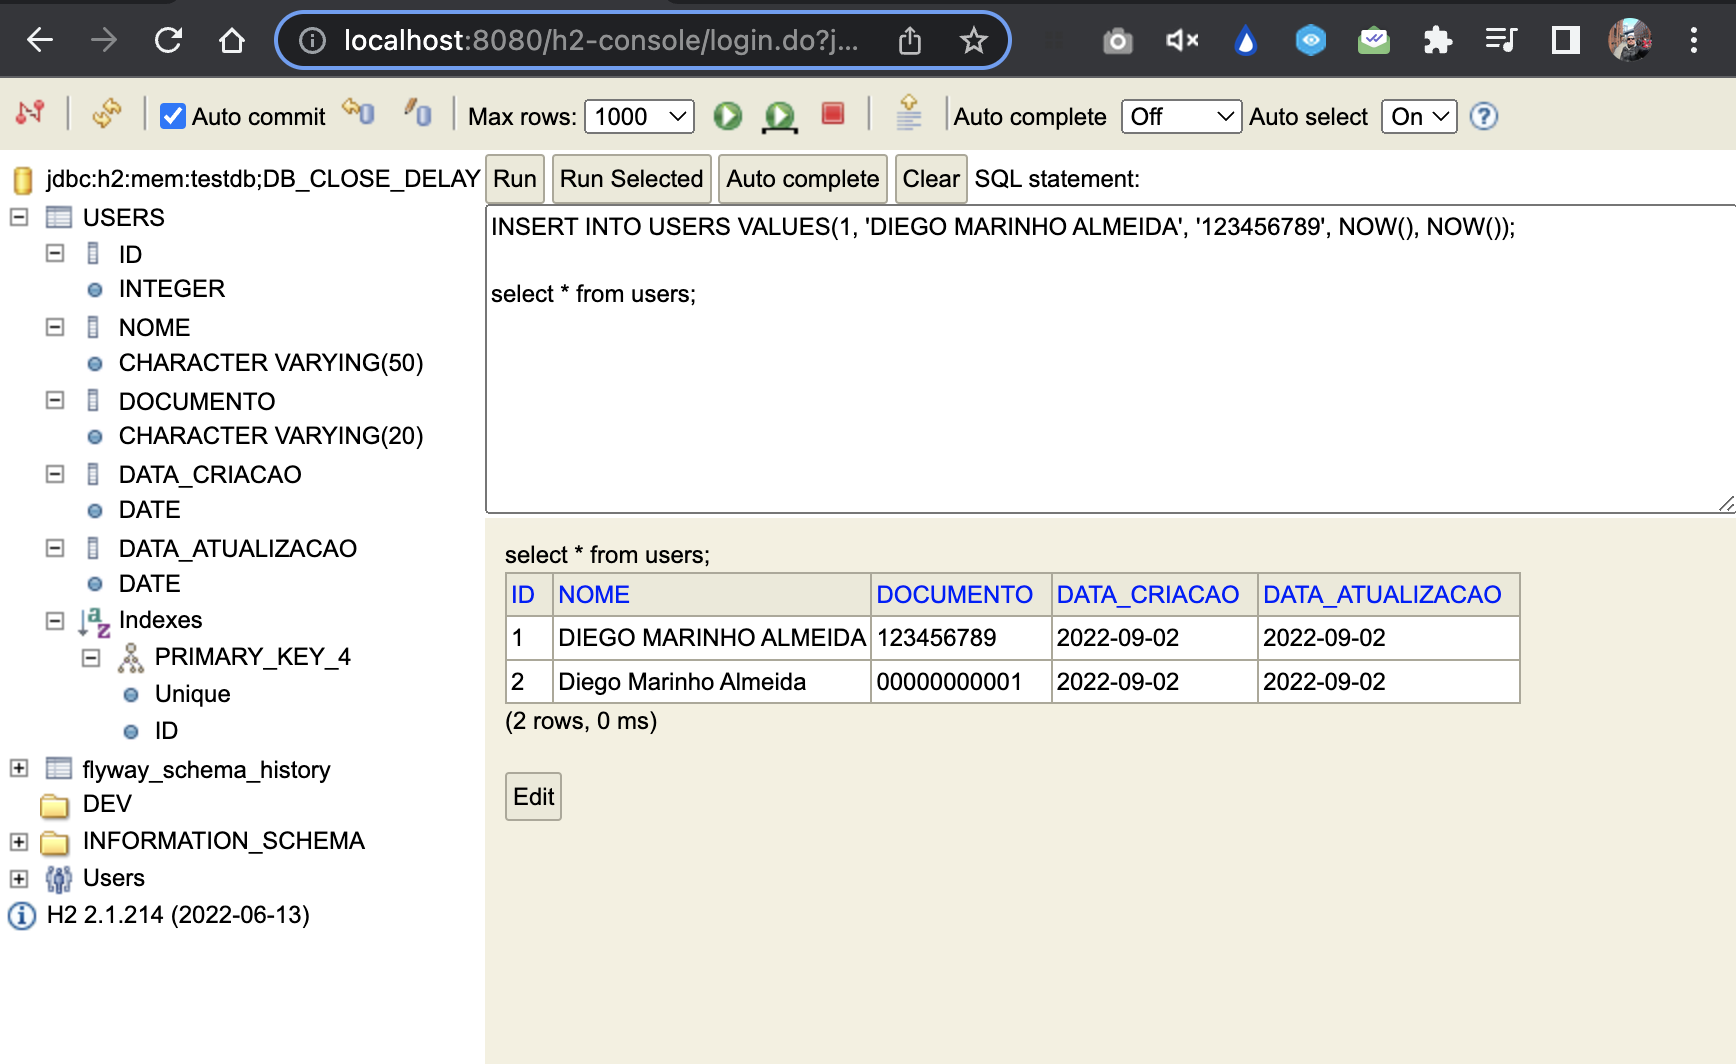 localhost:8080/h2-console/login.do?j...
Auto commit Max rows: 1000 Auto complete Off Auto select On
jdbc:h2:mem:testdb;DB_CLOSE_DELAY
USERS
ID
INTEGER
NOME
CHARACTER VARYING(50)
DOCUMENTO
CHARACTER VARYING(20)
DATA_CRIACAO
DATE
DATA_ATUALIZACAO
DATE
Indexes
PRIMARY_KEY_4
Unique
ID
flyway_schema_history
DEV
INFORMATION_SCHEMA
Users
H2 2.1.214 (2022-06-13)
Run Run Selected Auto complete Clear SQL statement:
INSERT INTO USERS VALUES(1, 'DIEGO MARINHO ALMEIDA', '123456789', NOW(), NOW());
select * from users;
select * from users;
ID NOME DOCUMENTO DATA_CRIACAO DATA_ATUALIZACAO
1 DIEGO MARINHO ALMEIDA 123456789 2022-09-02 2022-09-02
2 Diego Marinho Almeida 00000000001 2022-09-02 2022-09-02
(2 rows, 0 ms)
Edit